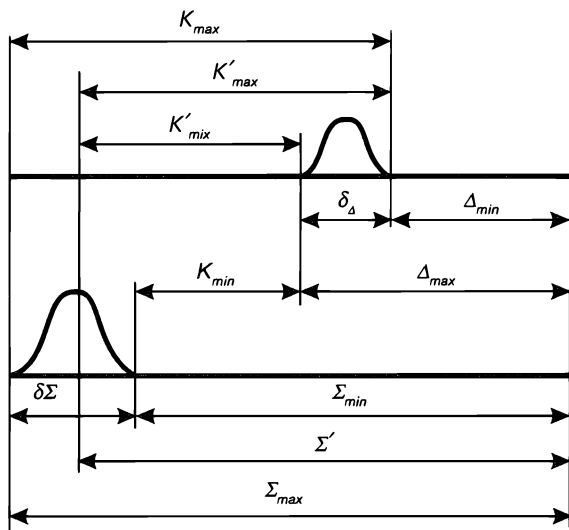 K_max
K′_max
K′_mix
δ_Δ Δ_min
K_min Δ_max
δΣ Σ_min
Σ′
Σ_max